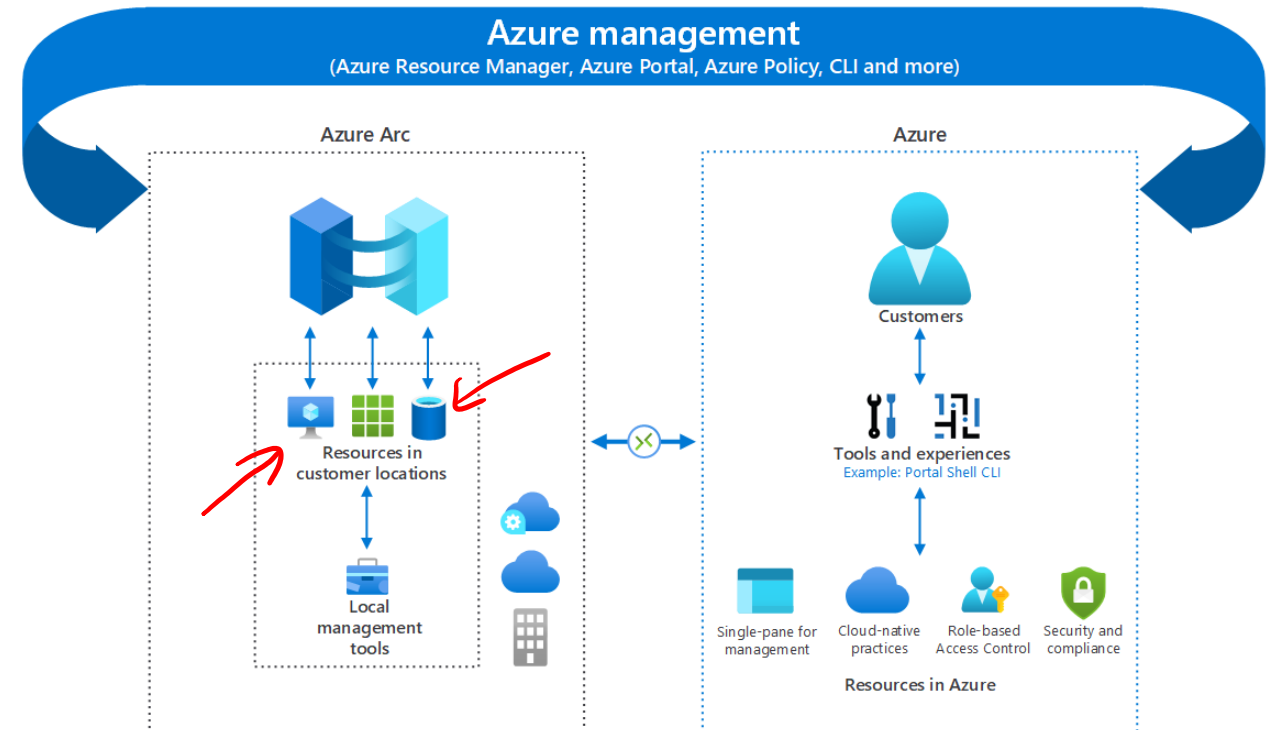 Azure management
(Azure Resource Manager, Azure Portal, Azure Policy, CLI and more)
Azure Arc
Resources in
customer locations
Local
management
tools
Azure
Customers
Tools and experiences
Example: Portal Shell CLI
Single-pane for
management
Cloud-native
practices
Role-based
Access Control
Security and
compliance
Resources in Azure